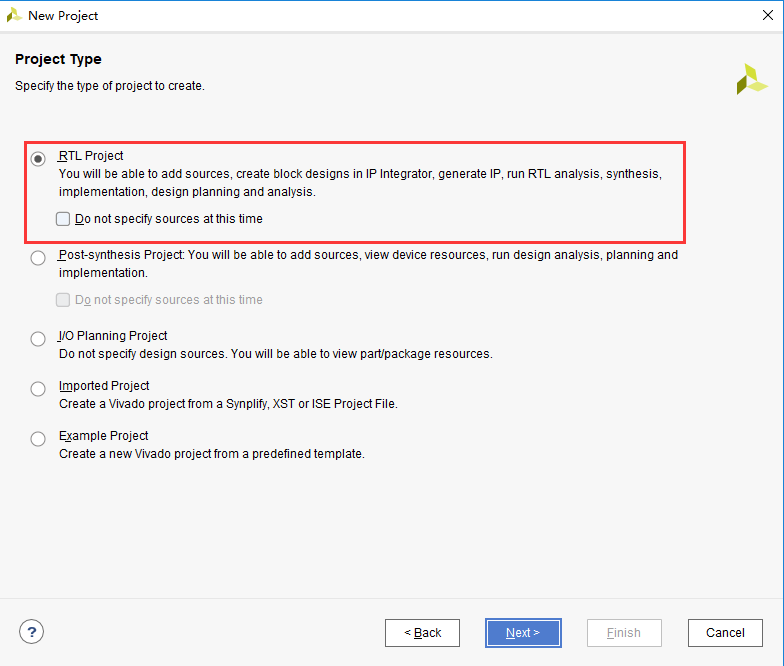 New Project
Project Type
Specify the type of project to create.
RTL Project
You will be able to add sources, create block designs in IP Integrator, generate IP, run RTL analysis, synthesis,
implementation, design planning and analysis.
Do not specify sources at this time
Post-synthesis Project: You will be able to add sources, view device resources, run design analysis, planning and
implementation.
Do not specify sources at this time
I/O Planning Project
Do not specify design sources. You will be able to view part/package resources.
Imported Project
Create a Vivado project from a Synplify, XST or ISE Project File.
Example Project
Create a new Vivado project from a predefined template.
? < Back Next > Finish Cancel